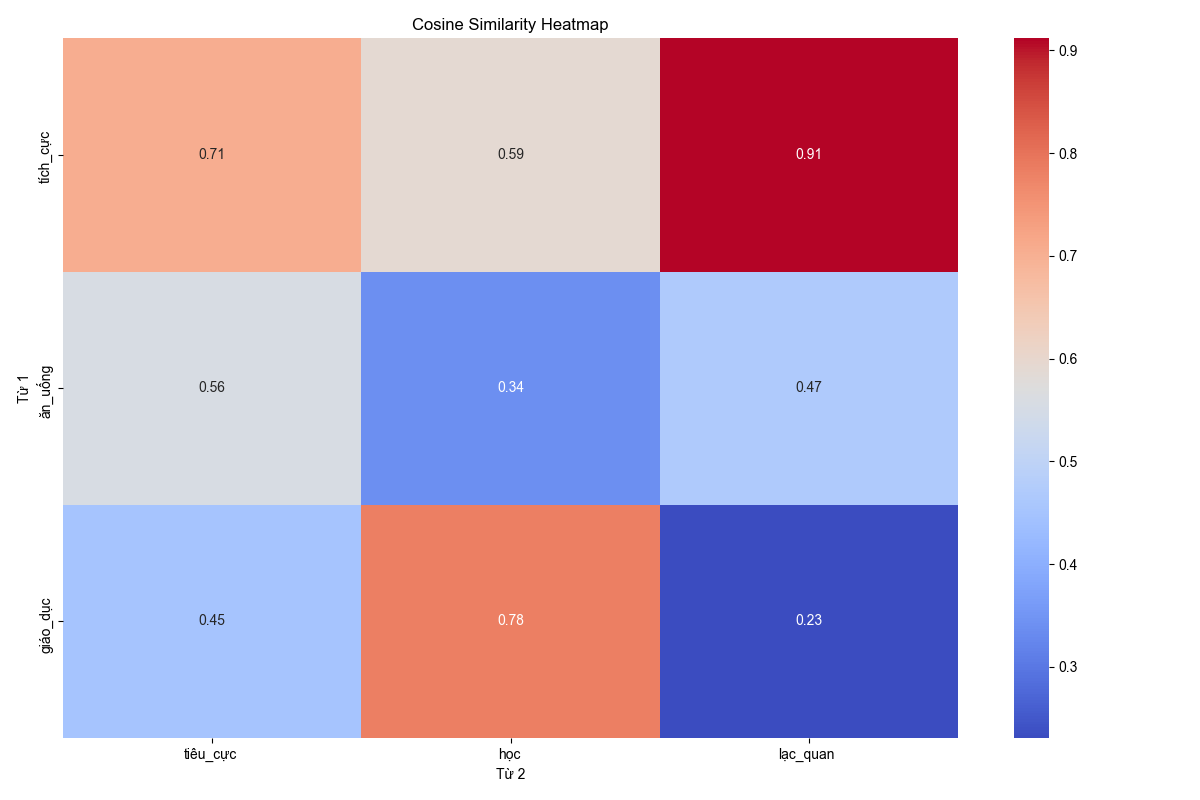 Cosine Similarity Heatmap
tích_cực
0.71
0.59
0.91
Từ 1
ăn_uống
0.56
0.34
0.47
giáo_dục
0.45
0.78
0.23
tiêu_cực
học
lạc_quan
Từ 2
0.9
0.8
0.7
0.6
0.5
0.4
0.3